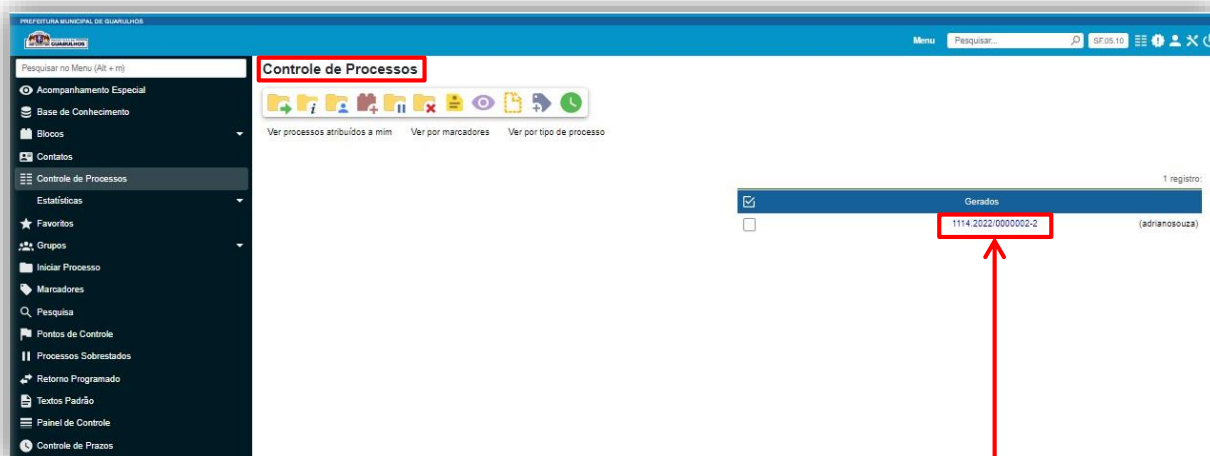 PREFEITURA MUNICIPAL DE GUARULHOS
GUARULHOS
Menu
Pesquisar...
SF.05.10
Pesquisar no Menu (Alt + m)
Acompanhamento Especial
Base de Conhecimento
Blocos
Contatos
Controle de Processos
Estatísticas
Favoritos
Grupos
Iniciar Processo
Marcadores
Pesquisa
Pontos de Controle
Processos Sobrestados
Retorno Programado
Textos Padrão
Painel de Controle
Controle de Prazos
Controle de Processos
Ver processos atribuídos a mim Ver por marcadores Ver por tipo de processo
1 registro:
Gerados
1114.2022/0000002-2 (adrianosouza)